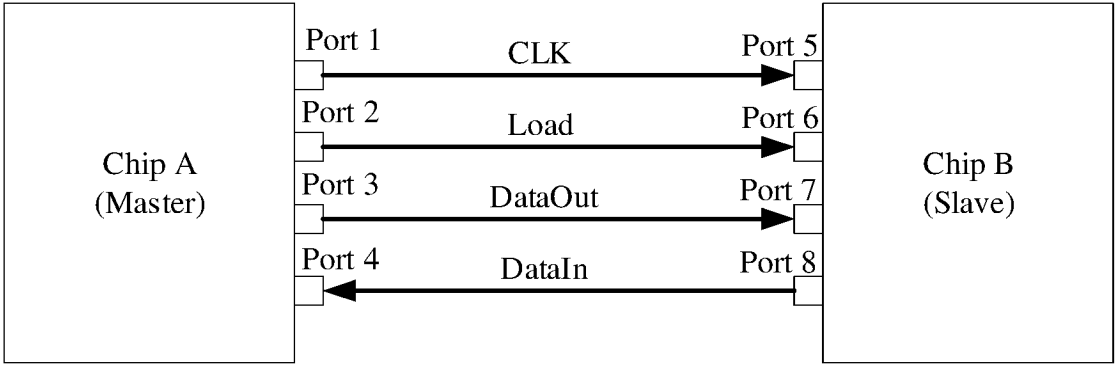 Port 1
CLK
Port 5
Port 2
Load
Port 6
Chip A
(Master)
Chip B
(Slave)
Port 3
DataOut
Port 7
Port 4
DataIn
Port 8